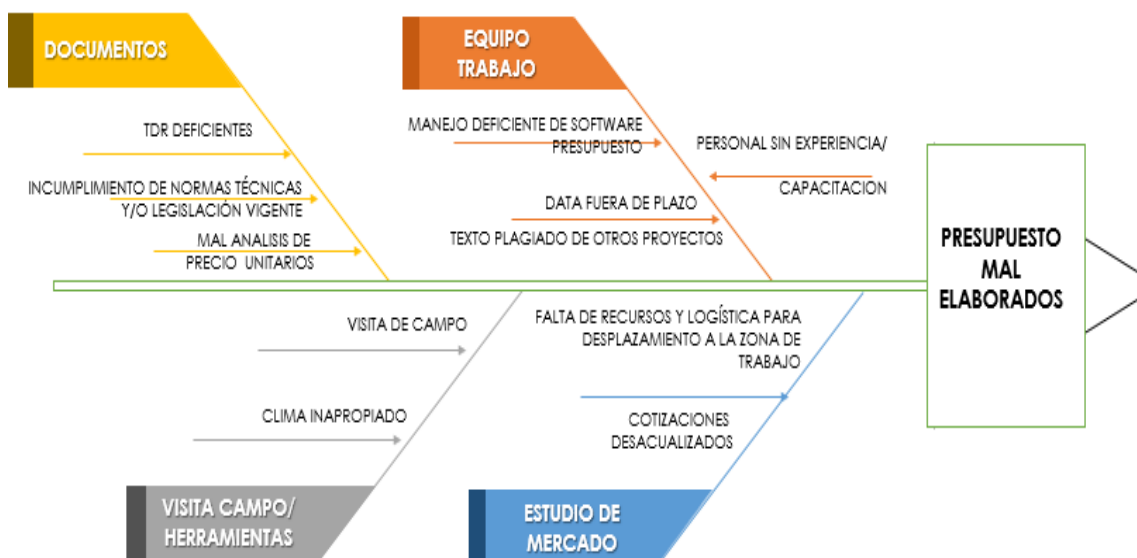 DOCUMENTOS
TDR DEFICIENTES
INCUMPLIMIENTO DE NORMAS TÉCNICAS
Y/O LEGISLACIÓN VIGENTE
MAL ANALISIS DE
PRECIO UNITARIOS
EQUIPO
TRABAJO
MANEJO DEFICIENTE DE SOFTWARE
PRESUPUESTO
PERSONAL SIN EXPERIENCIA/
CAPACITACION
DATA FUERA DE PLAZO
TEXTO PLAGIADO DE OTROS PROYECTOS
PRESUPUESTO
MAL
ELABORADOS
VISITA DE CAMPO
CLIMA INAPROPIADO
VISITA CAMPO/
HERRAMIENTAS
FALTA DE RECURSOS Y LOGÍSTICA PARA
DESPLAZAMIENTO A LA ZONA DE
TRABAJO
COTIZACIONES
DESACUALIZADOS
ESTUDIO DE
MERCADO